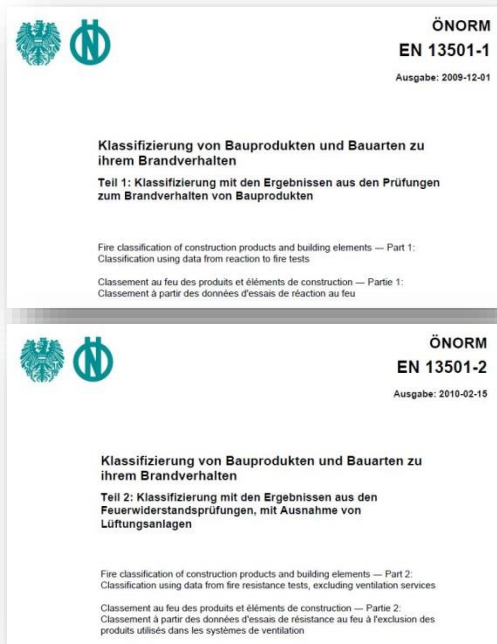 ÖNORM
EN 13501-1
Ausgabe: 2009-12-01
Klassifizierung von Bauprodukten und Bauarten zu
ihrem Brandverhalten
Teil 1: Klassifizierung mit den Ergebnissen aus den Prüfungen
zum Brandverhalten von Bauprodukten
Fire classification of construction products and building elements — Part 1:
Classification using data from reaction to fire tests
Classement au feu des produits et éléments de construction — Partie 1:
Classement à partir des données d'essais de réaction au feu
ÖNORM
EN 13501-2
Ausgabe: 2010-02-15
Klassifizierung von Bauprodukten und Bauarten zu
ihrem Brandverhalten
Teil 2: Klassifizierung mit den Ergebnissen aus den
Feuerwiderstandsprüfungen, mit Ausnahme von
Lüftungsanlagen
Fire classification of construction products and building elements — Part 2:
Classification using data from fire resistance tests, excluding ventilation services
Classement au feu des produits et éléments de construction — Partie 2:
Classement à partir des données d'essais de résistance au feu à l'exclusion des
produits utilisés dans les systèmes de ventilation